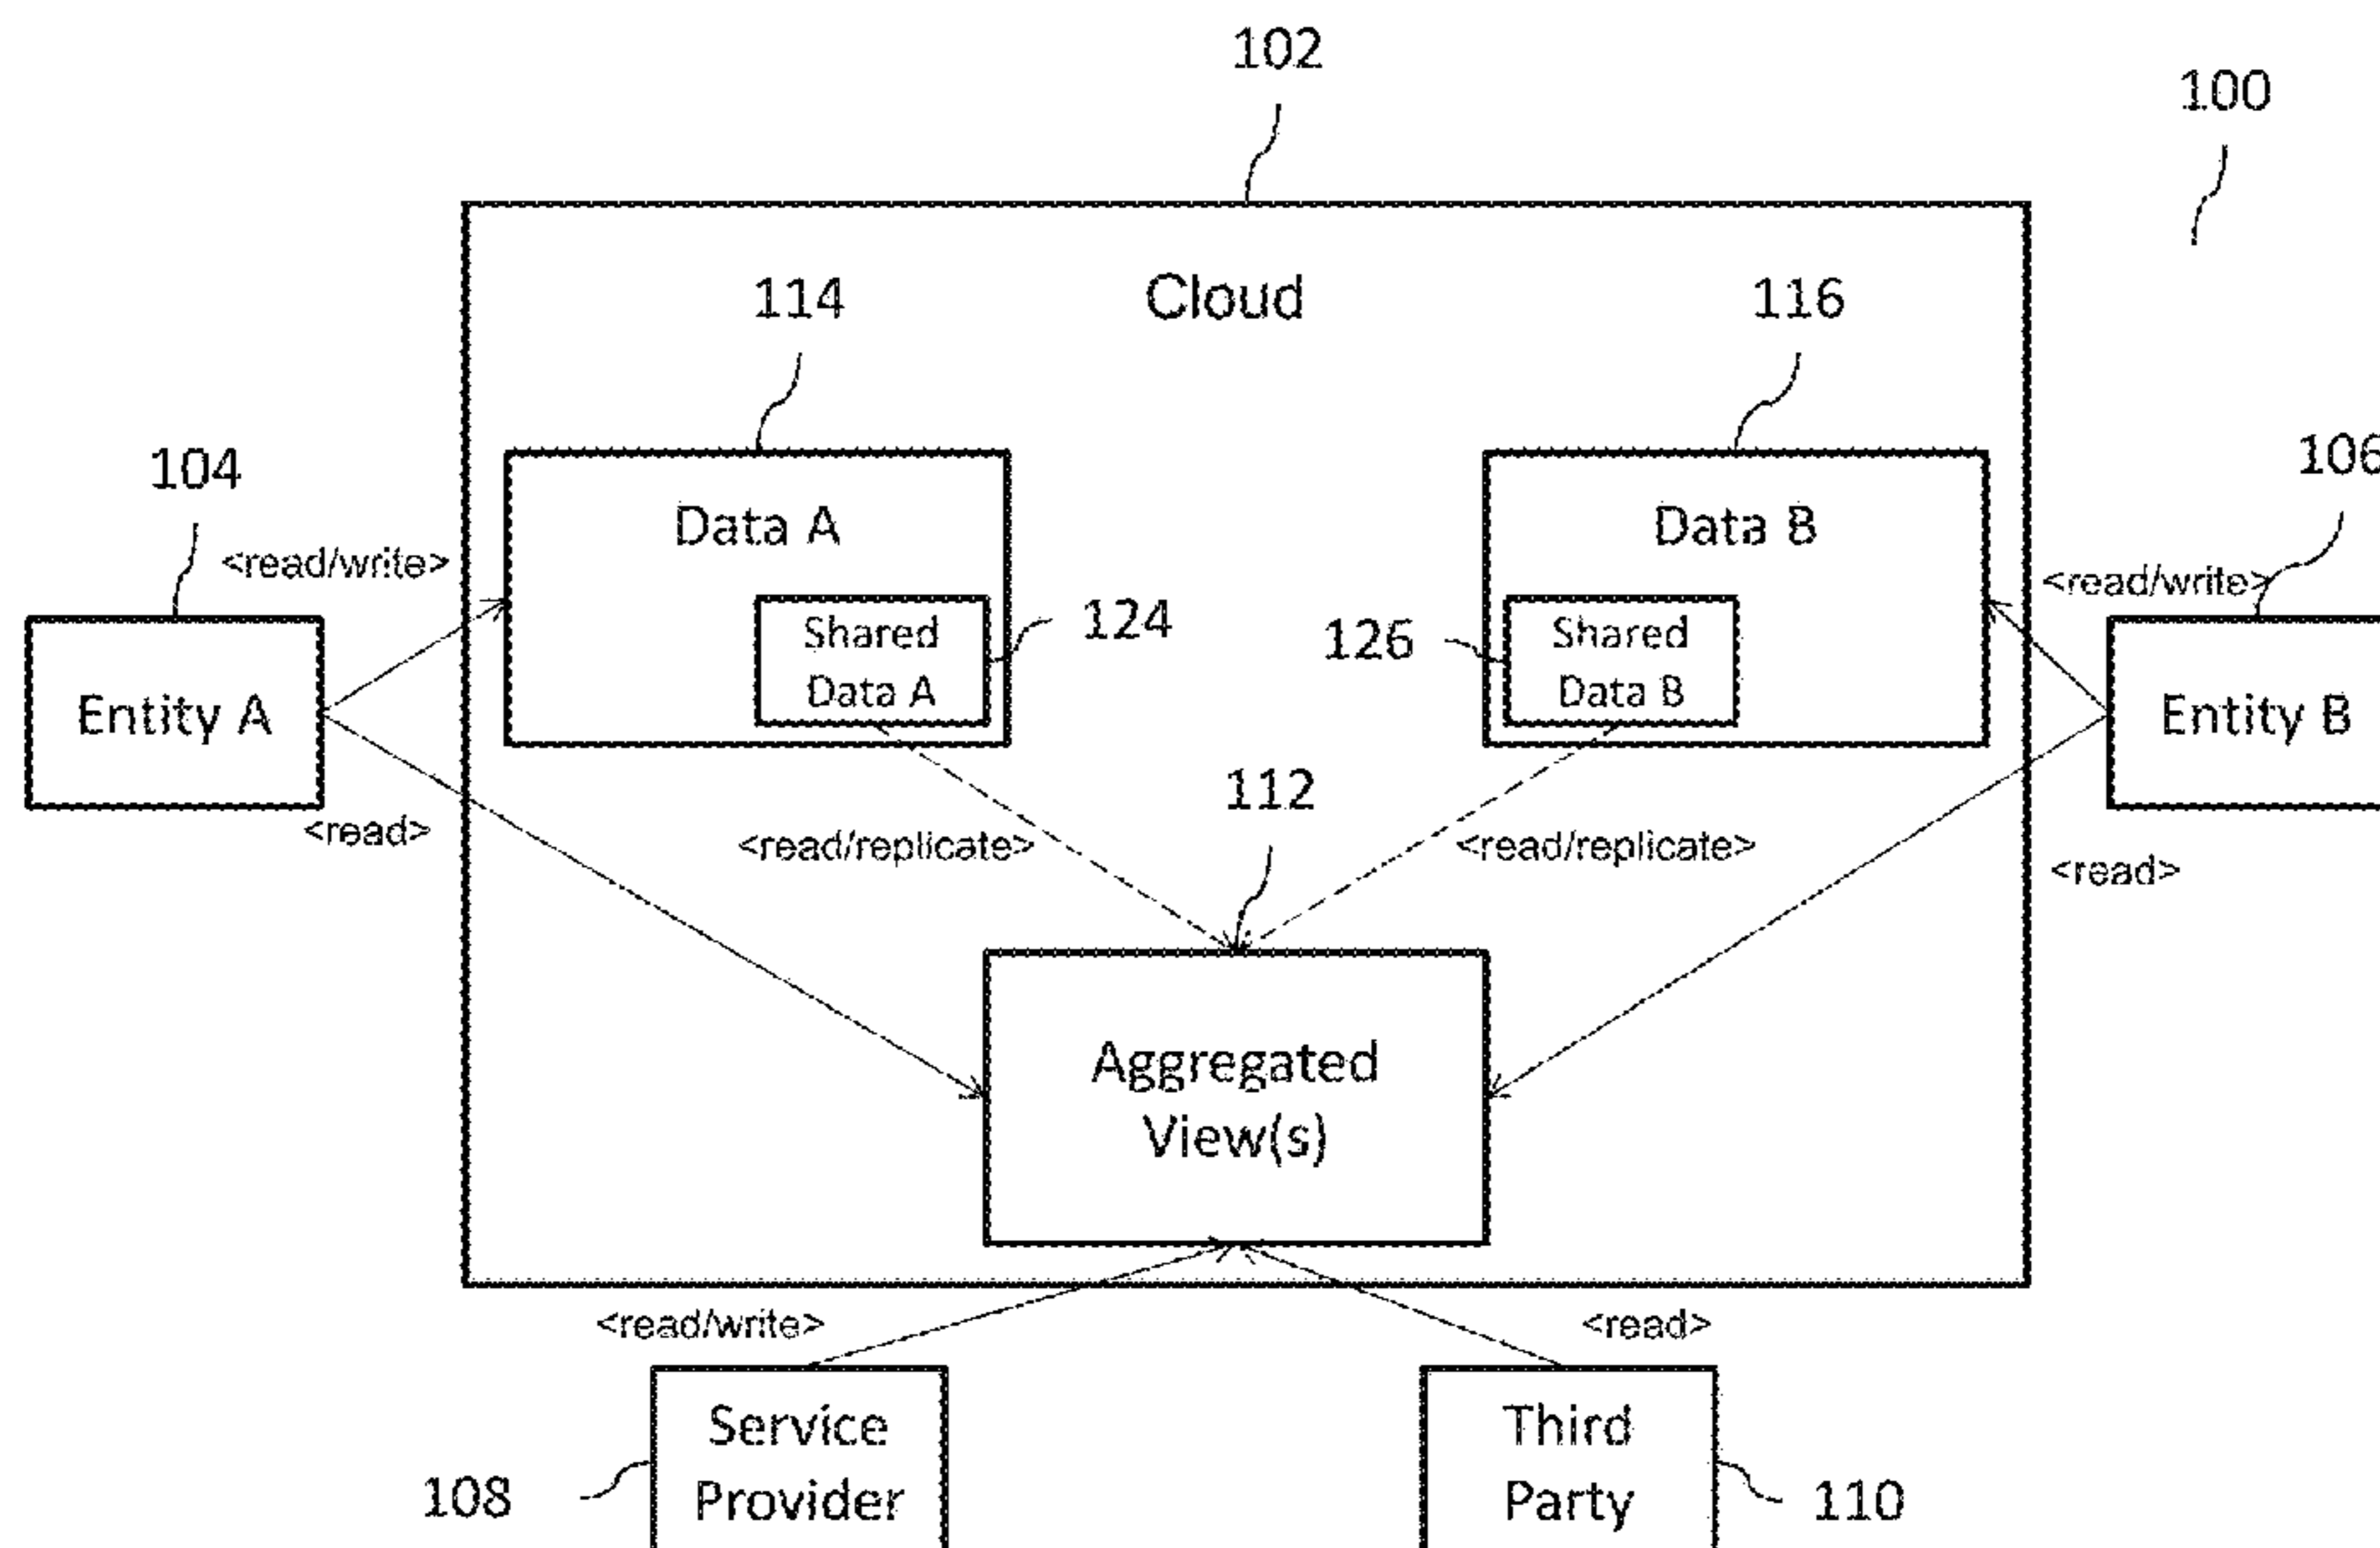 102
100
Cloud
114
116
104
106
Data A
Data B
<read/write>
<read/write>
Shared
Data A
124
126
Shared
Data B
Entity A
Entity B
112
<read>
<read/replicate>
<read/replicate>
<read>
Aggregated
View(s)
<read/write>
<read>
Service
Provider
108
Third
Party
110